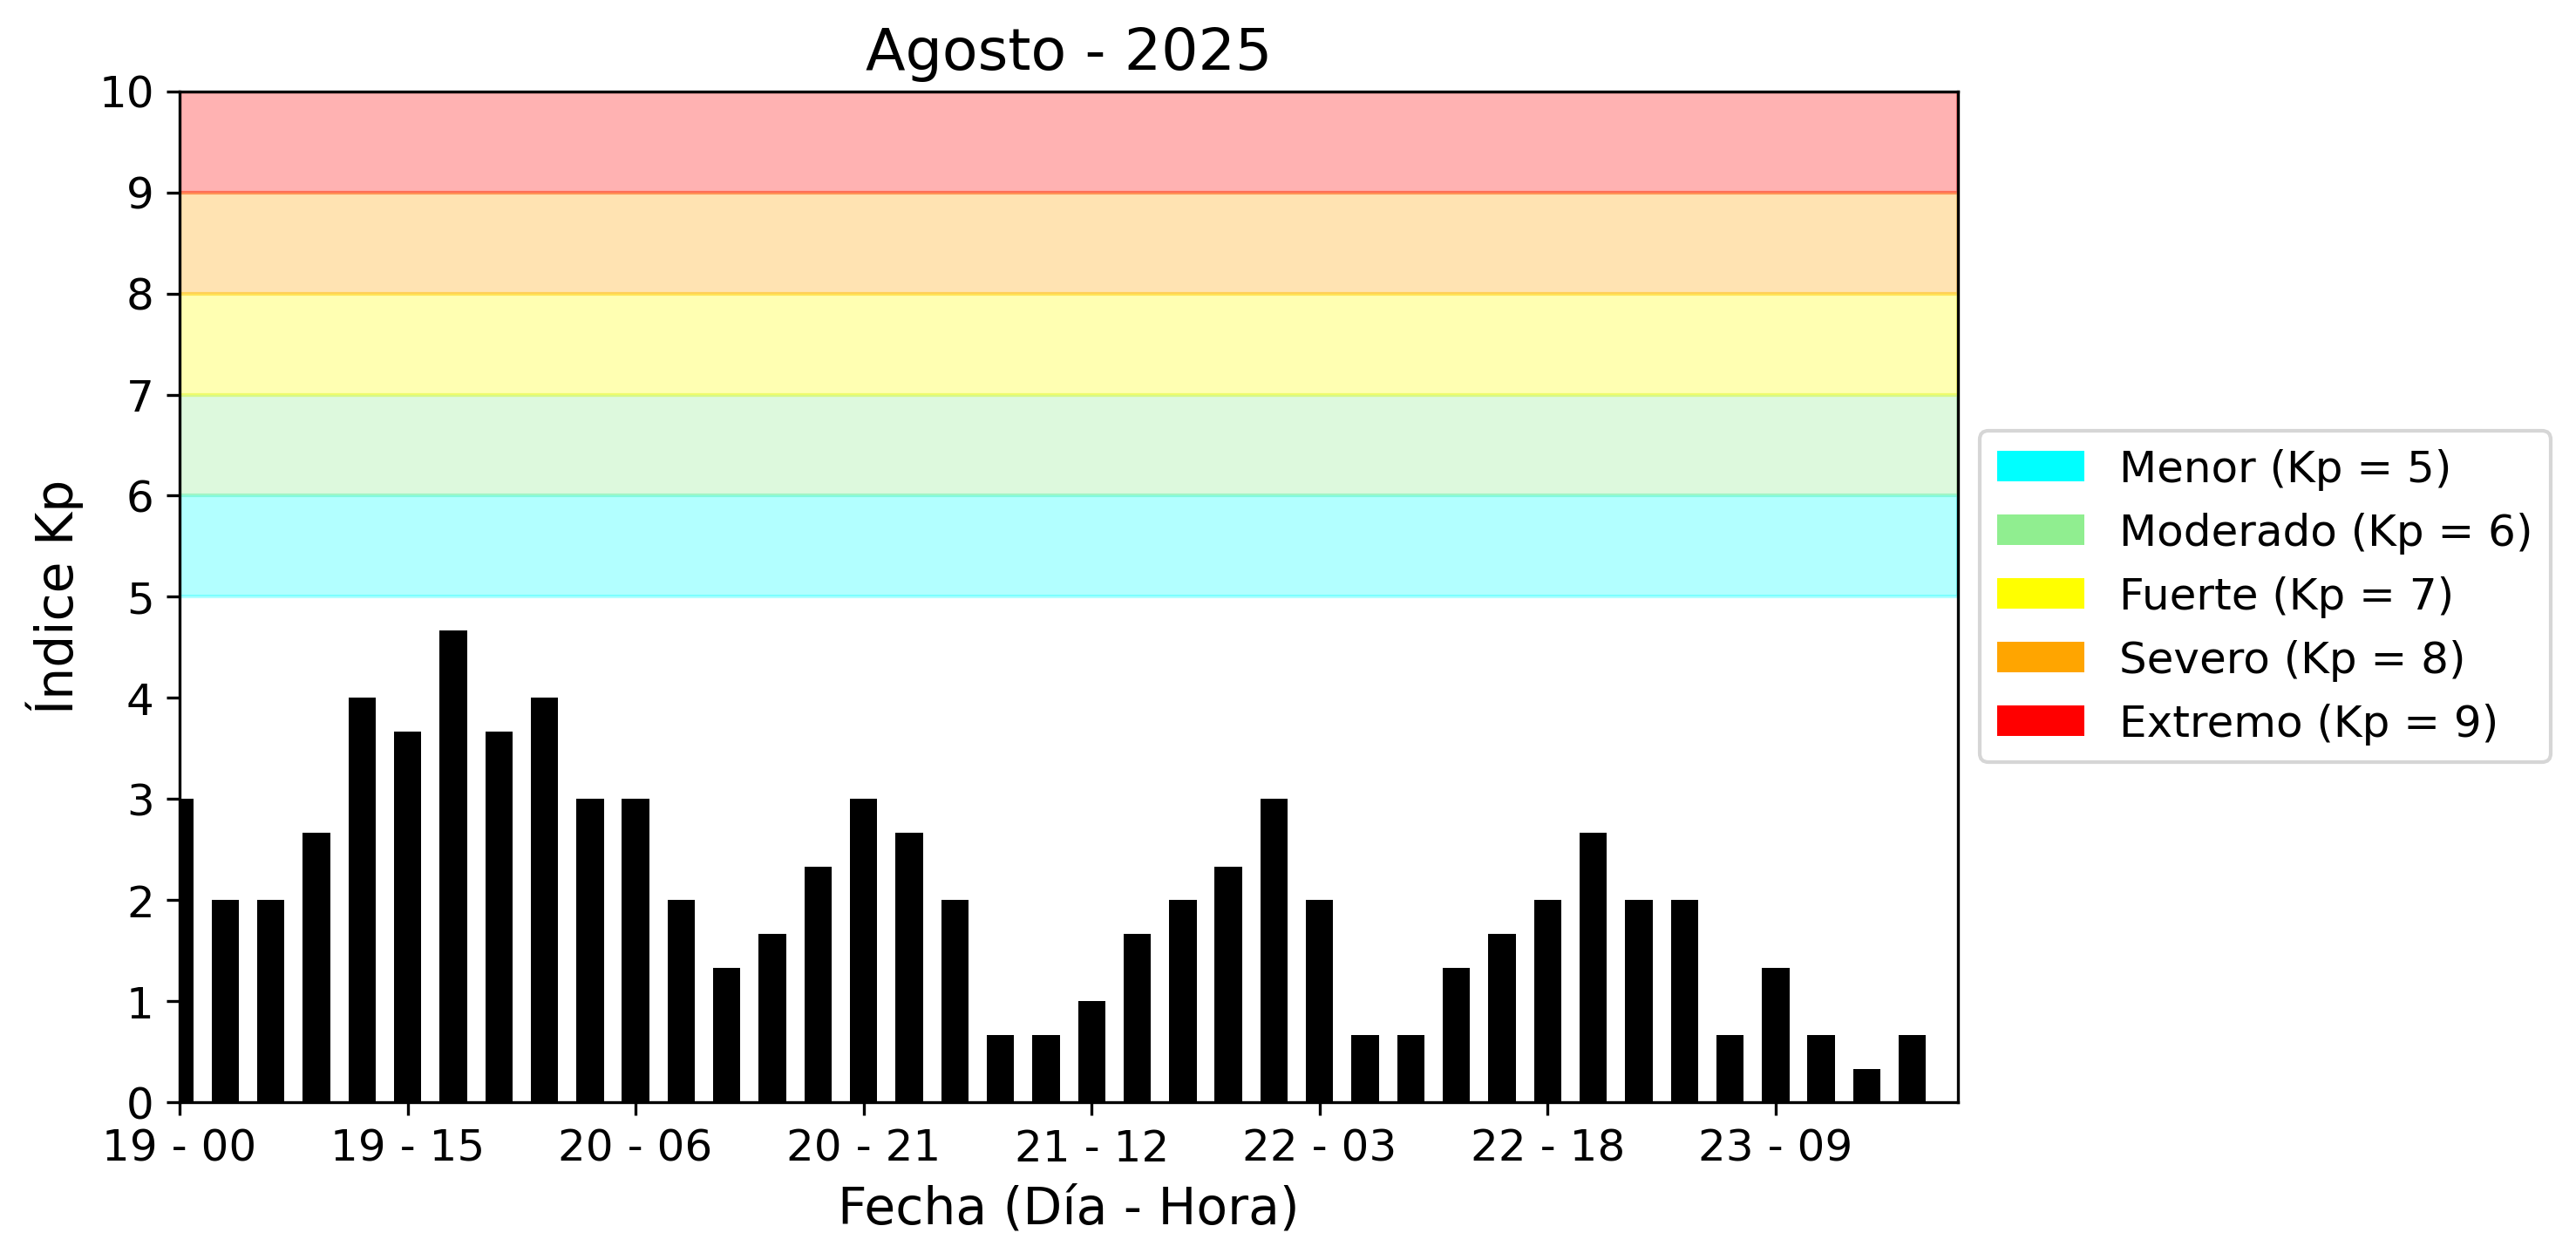 Agosto - 2025
10
9
8
7
6
5
4
3
2
1
0
Índice Kp
19 - 00
19 - 15
20 - 06
20 - 21
21 - 12
22 - 03
22 - 18
23 - 09
Fecha (Día - Hora)
Menor (Kp = 5)
Moderado (Kp = 6)
Fuerte (Kp = 7)
Severo (Kp = 8)
Extremo (Kp = 9)